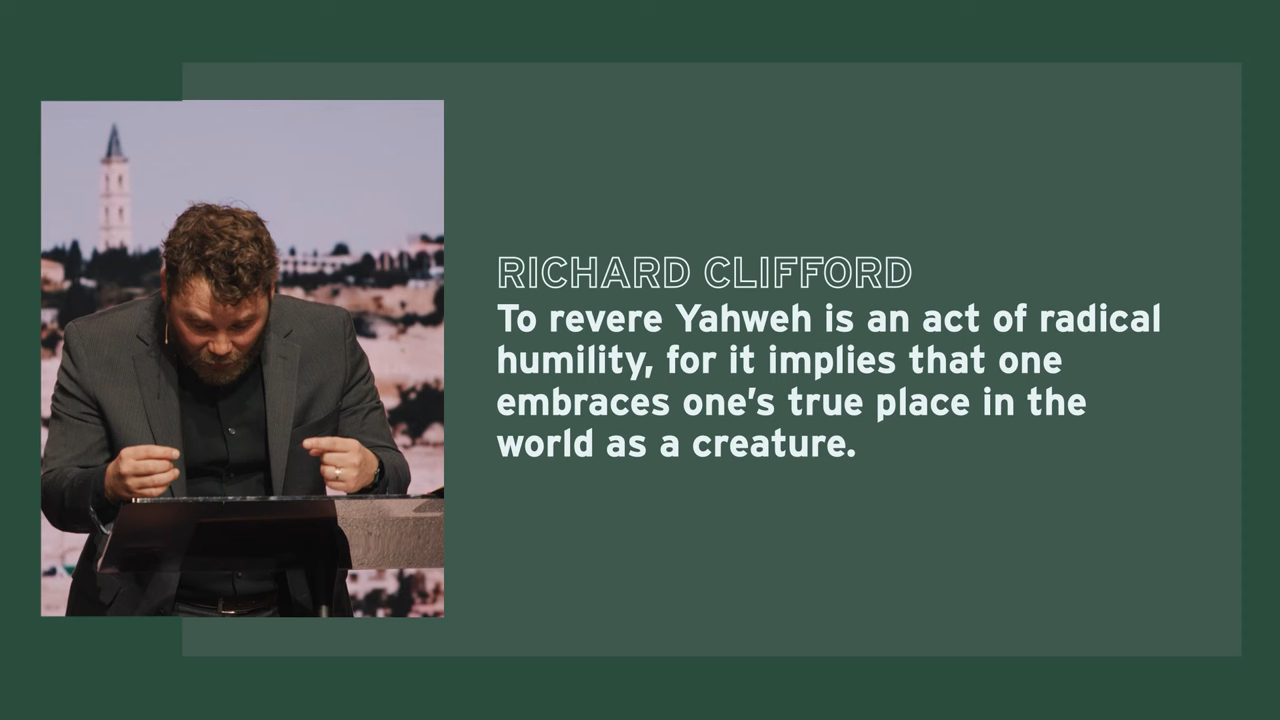 RICHARD CLIFFORD
To revere Yahweh is an act of radical
humility, for it implies that one
embraces one's true place in the
world as a creature.